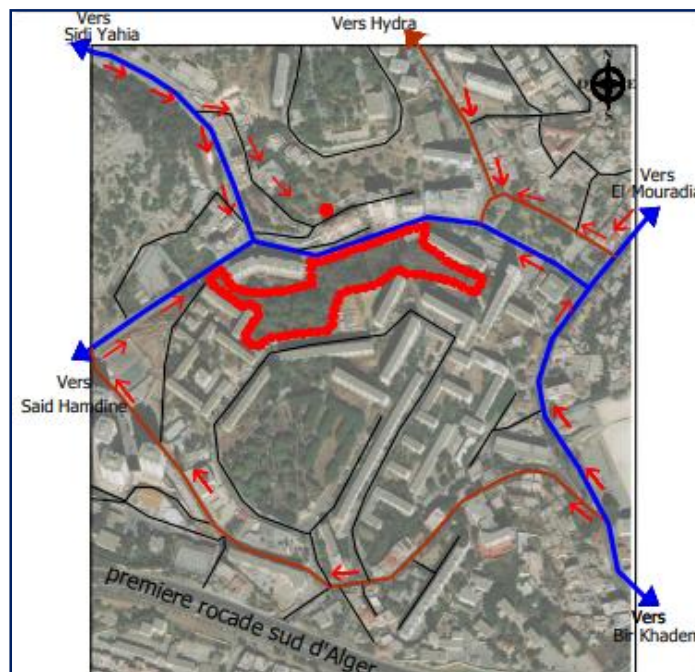 Vers
Sidi Yahia
Vers Hydra
N
E
Vers
El Mouradia
Vers
Said Hamdine
premiere rocade sud d'Alger
Vers
Bir Khadem